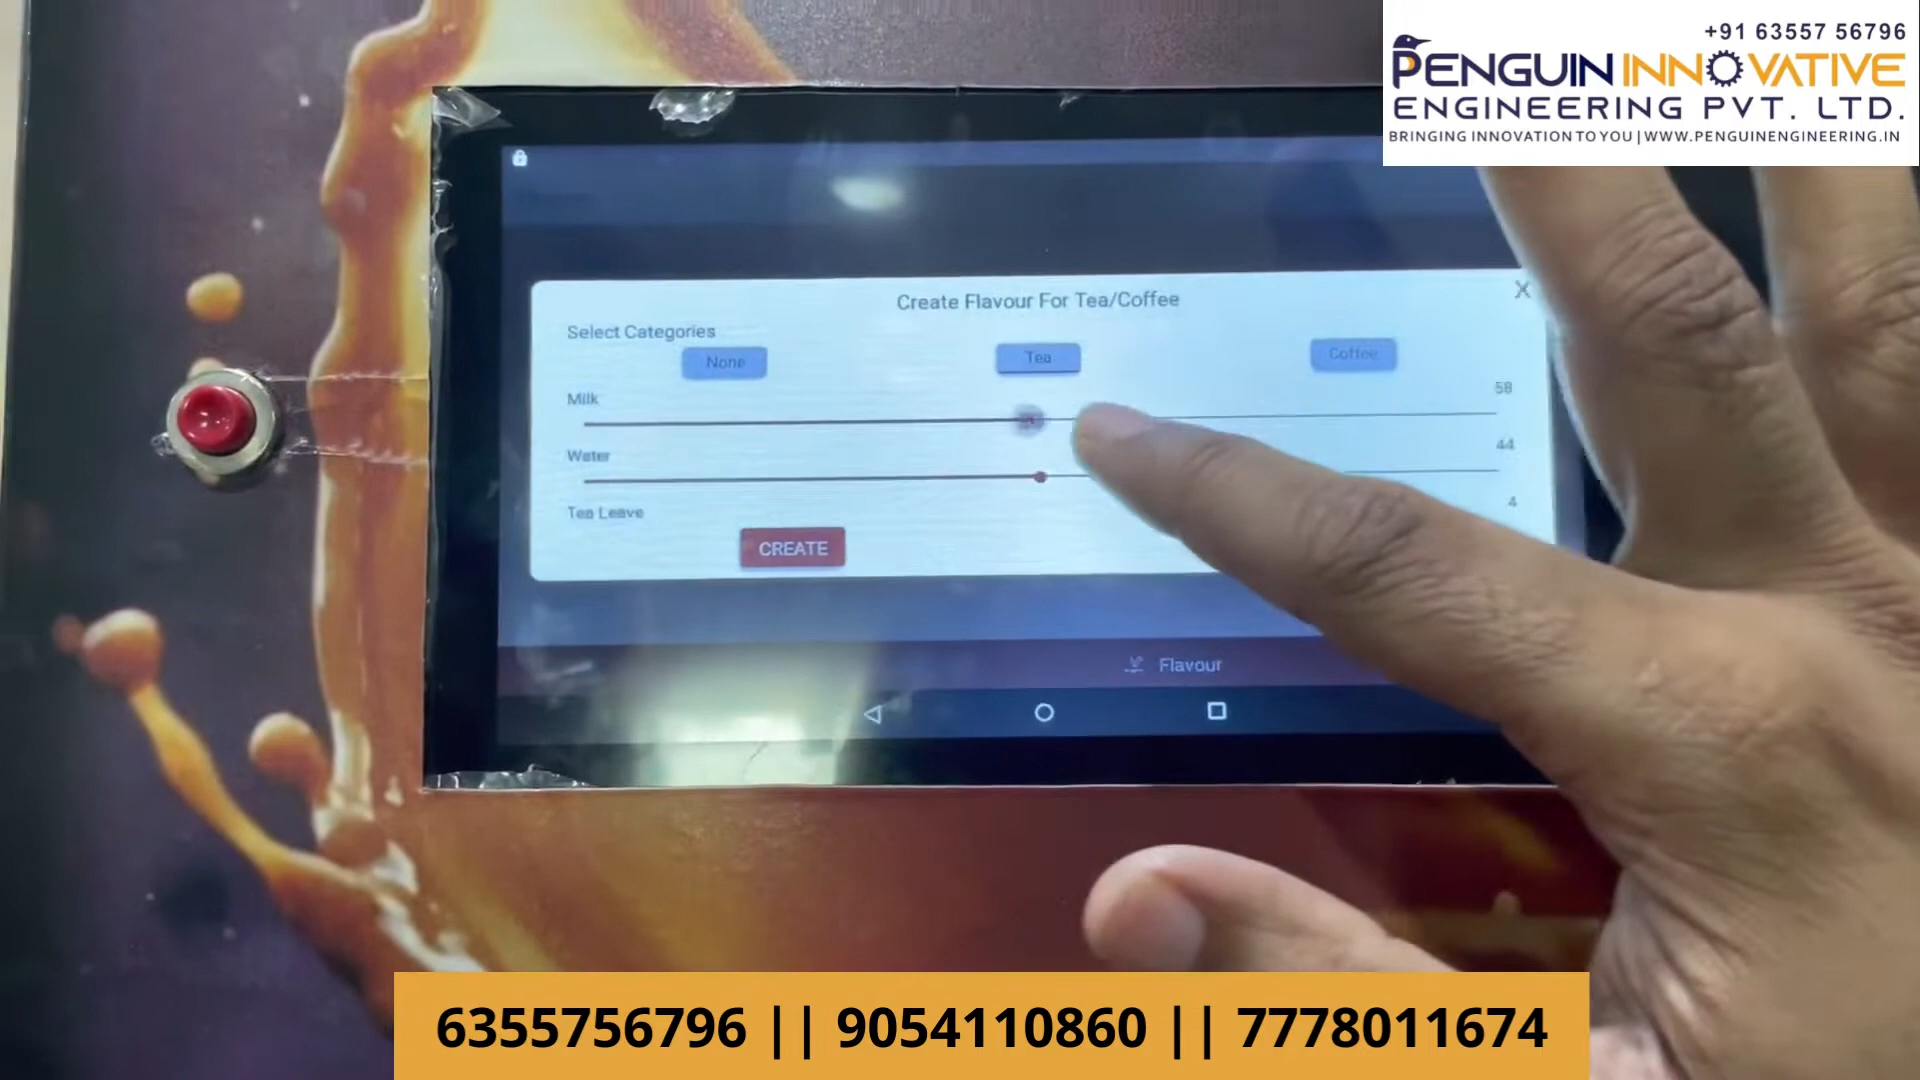 +91 63557 56796
PENGUIN INNOVATIVE
ENGINEERING PVT. LTD.
BRINGING INNOVATION TO YOU | WWW.PENGUINENGINEERING.IN
Create Flavour For Tea/Coffee
X
Select Categories
None Tea Coffee
Milk 58
Water 44
Tea Leave 4
CREATE
Flavour
6355756796 || 9054110860 || 7778011674